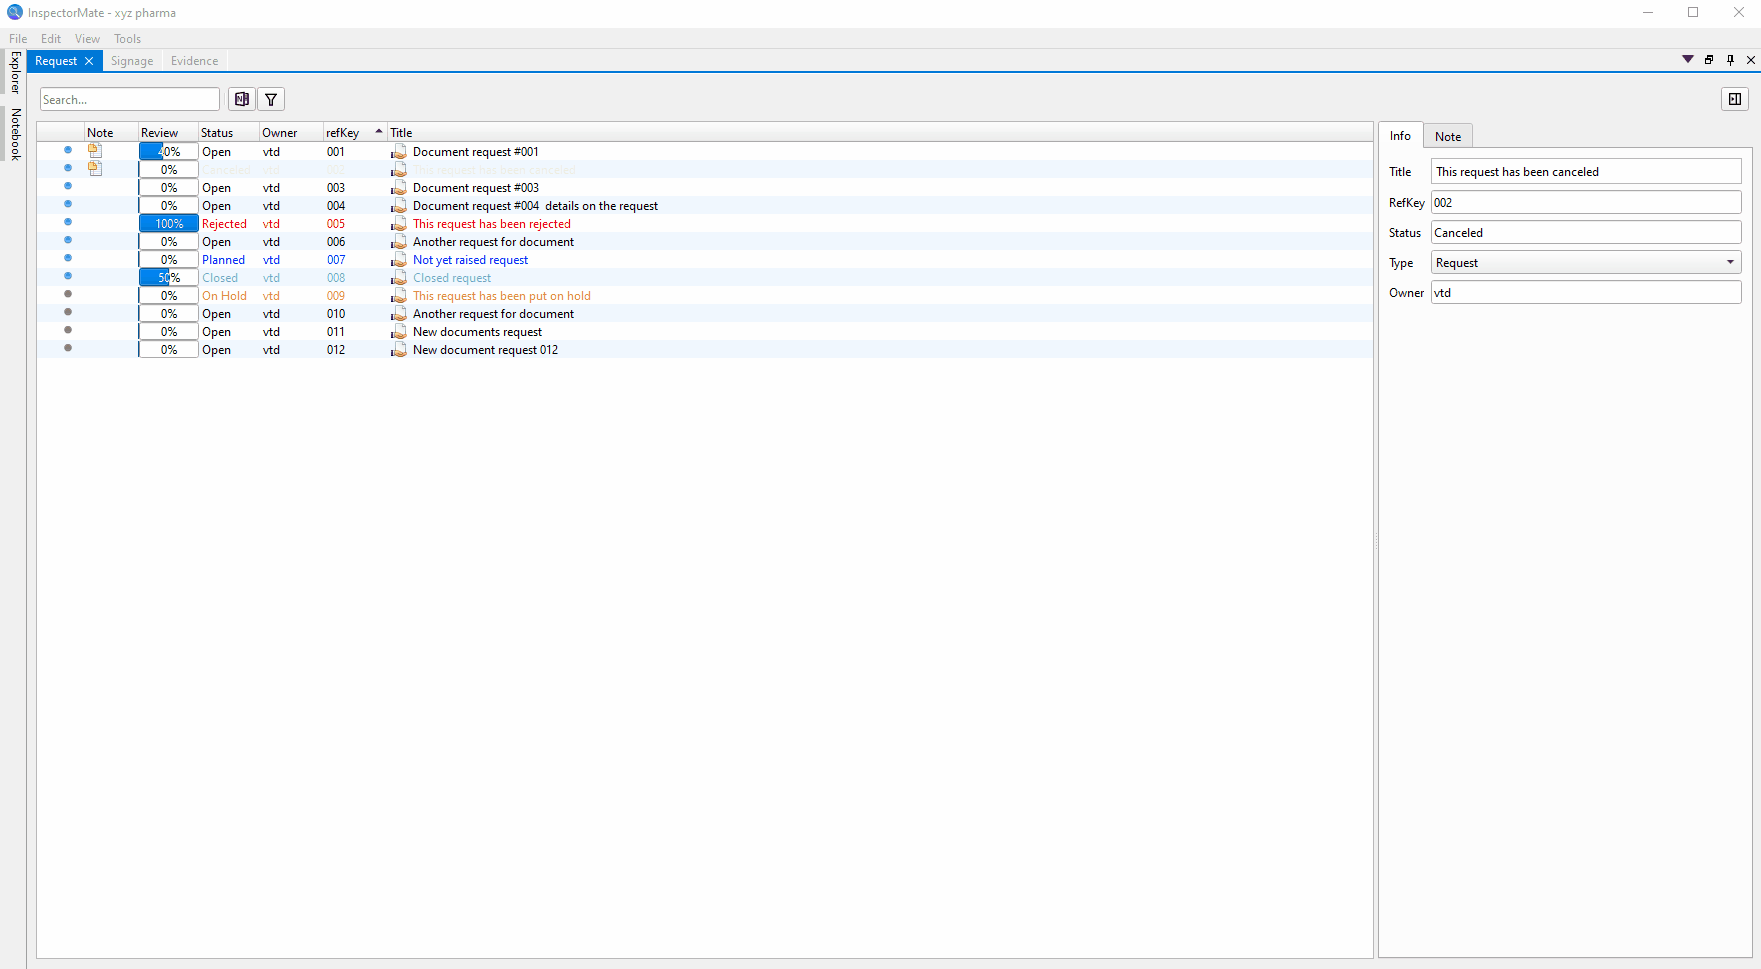 InspectorMate - xyz pharma
File Edit View Tools
Explorer
Notebook
Request Signage Evidence
Search...
Note Review Status Owner refKey Title
40% Open vtd 001 Document request #001
0% Canceled vtd 002 This request has been canceled
0% Open vtd 003 Document request #003
0% Open vtd 004 Document request #004 details on the request
100% Rejected vtd 005 This request has been rejected
0% Open vtd 006 Another request for document
0% Planned vtd 007 Not yet raised request
50% Closed vtd 008 Closed request
0% On Hold vtd 009 This request has been put on hold
0% Open vtd 010 Another request for document
0% Open vtd 011 New documents request
0% Open vtd 012 New document request 012
Info Note
Title This request has been canceled
RefKey 002
Status Canceled
Type Request
Owner vtd